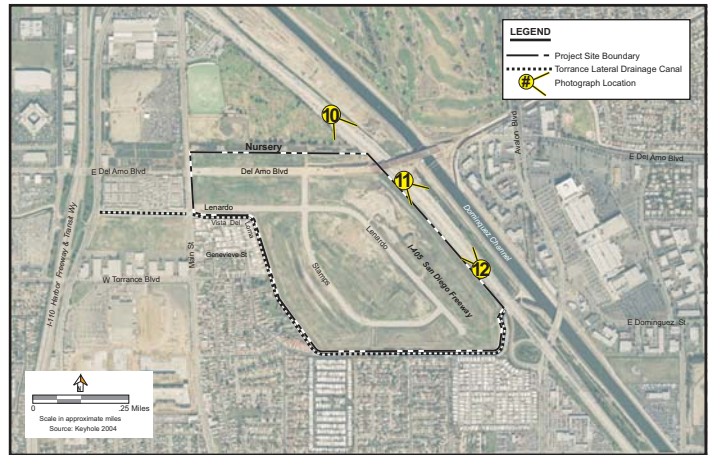 LEGEND
Project Site Boundary
Torrance Lateral Drainage Canal
#
Photograph Location
10
Nursery
Avalon Blvd
E Del Amo Blvd
Del Amo Blvd
E Del Amo Blvd
11
Lenardo
Vista Del
Loma
Main St
Genevieve St
Lenardo
Dominguez Channel
I-405 San Diego Freeway
I-110 Harbor Freeway & Transit Wy
W Torrance Blvd
Stamps
12
E Dominguez St
N
0 .25 Miles
Scale in approximate miles
Source: Keyhole 2004